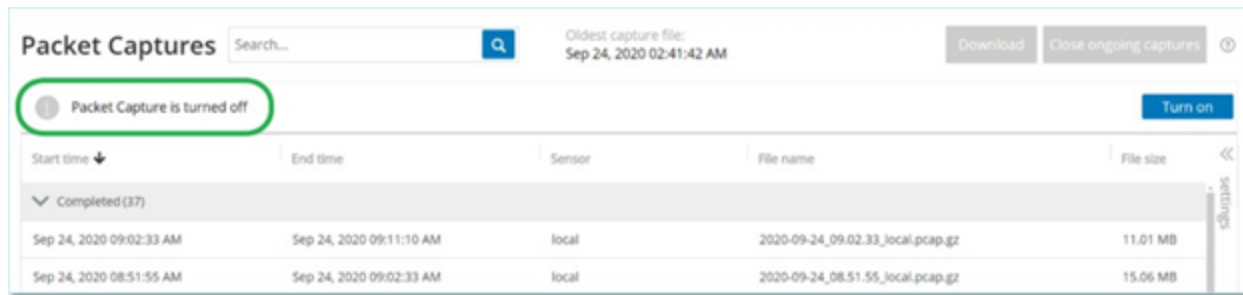 Packet Captures Search... Oldest capture file: Download Close ongoing captures
Sep 24, 2020 02:41:42 AM
Packet Capture is turned off Turn on
Start time End time Sensor File name File size
settings
Completed (37)
Sep 24, 2020 09:02:33 AM Sep 24, 2020 09:11:10 AM local 2020-09-24_09.02.33_local.pcap.gz 11.01 MB
Sep 24, 2020 08:51:55 AM Sep 24, 2020 09:02:33 AM local 2020-09-24_08.51.55_local.pcap.gz 15.06 MB